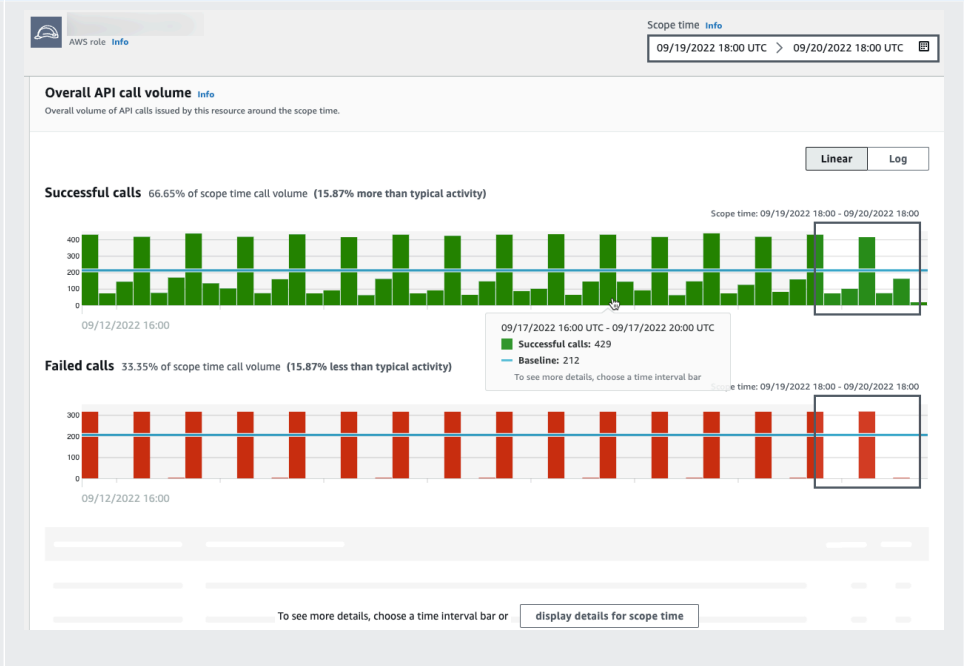 Scope time Info
AWS role Info
09/19/2022 18:00 UTC > 09/20/2022 18:00 UTC
Overall API call volume Info
Overall volume of API calls issued by this resource around the scope time.
Linear Log
Successful calls 66.65% of scope time call volume (15.87% more than typical activity)
Scope time: 09/19/2022 18:00 - 09/20/2022 18:00
400
300
200
100
0
09/12/2022 16:00
09/17/2022 16:00 UTC - 09/17/2022 20:00 UTC
Successful calls: 429
Baseline: 212
To see more details, choose a time interval bar
Failed calls 33.35% of scope time call volume (15.87% less than typical activity)
Scope time: 09/19/2022 18:00 - 09/20/2022 18:00
300
200
100
0
09/12/2022 16:00
To see more details, choose a time interval bar or display details for scope time